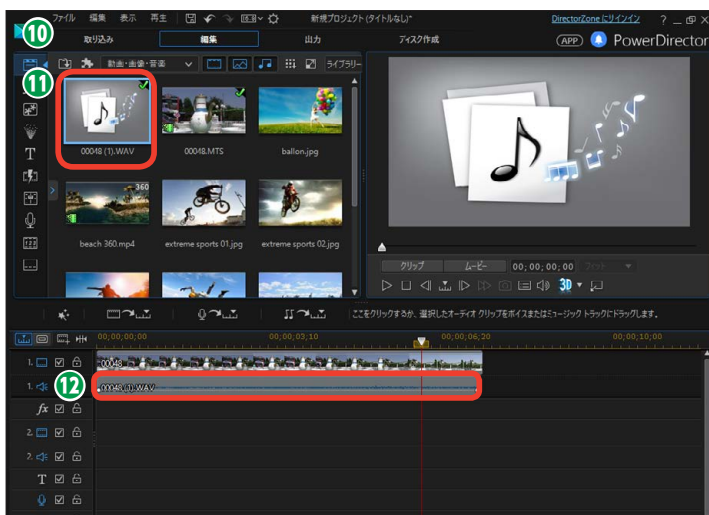 ファイル 編集 表示 再生 16:9 新規プロジェクト (タイトルなし)* DirectorZone にサインイン ? _ ×
10 取り込み 編集 出力 ディスク作成 APP PowerDirector
11 動画・画像・音楽 ライブラリー
00048 (1).WAV 00048.MTS ballon.jpg
360
beach 360.mp4 extreme sports 01.jpg extreme sports 02.jpg
クリップ ムービー 00;00;00;00 フィット
3D
ここをクリックするか、選択したオーディオ クリップをボイスまたはミュージック トラックにドラッグします。
00;00;00;00 00;00;03;10 00;00;06;20 00;00;10;00
1. 00048
1. 12 00048 (1).WAV
fx
2.
2.
T